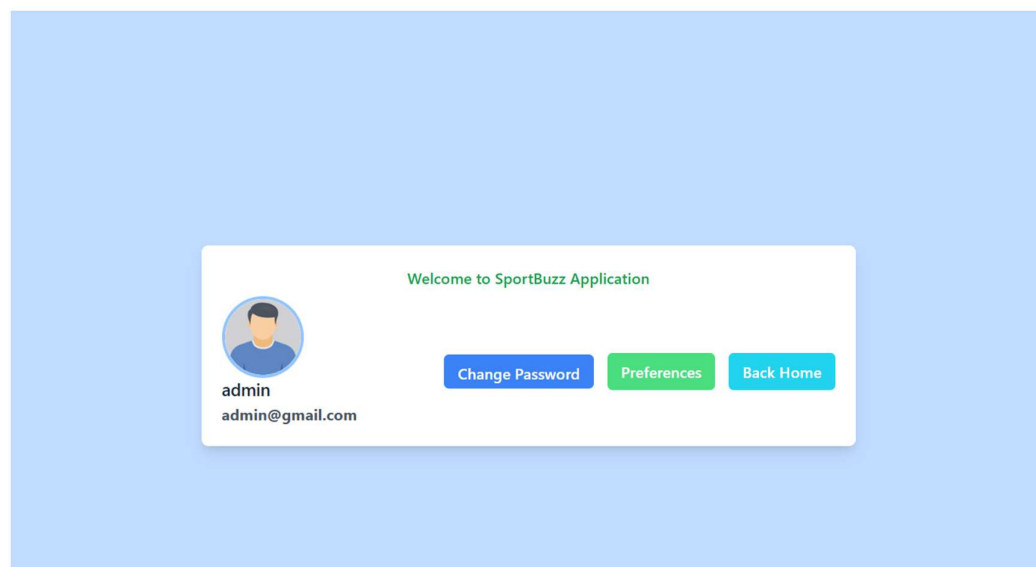 Welcome to SportBuzz Application
admin
admin@gmail.com
Change Password
Preferences
Back Home